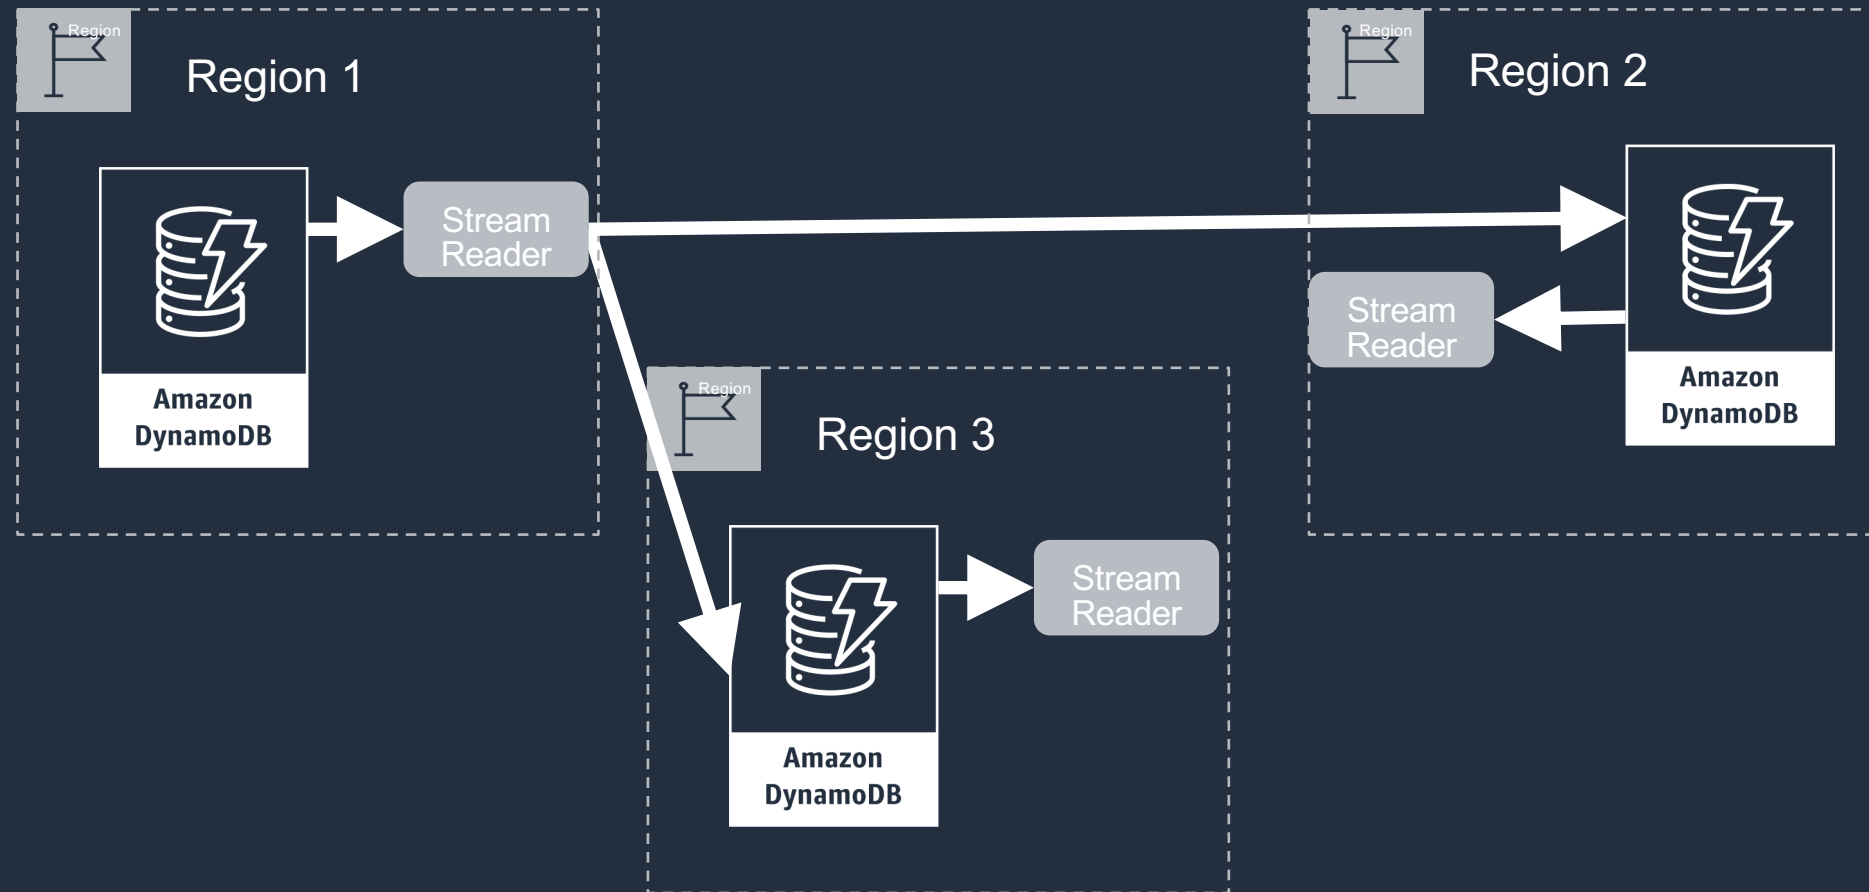 Region
Region 1
Stream
Reader
Amazon
DynamoDB
Region
Region 2
Stream
Reader
Amazon
DynamoDB
Region
Region 3
Stream
Reader
Amazon
DynamoDB